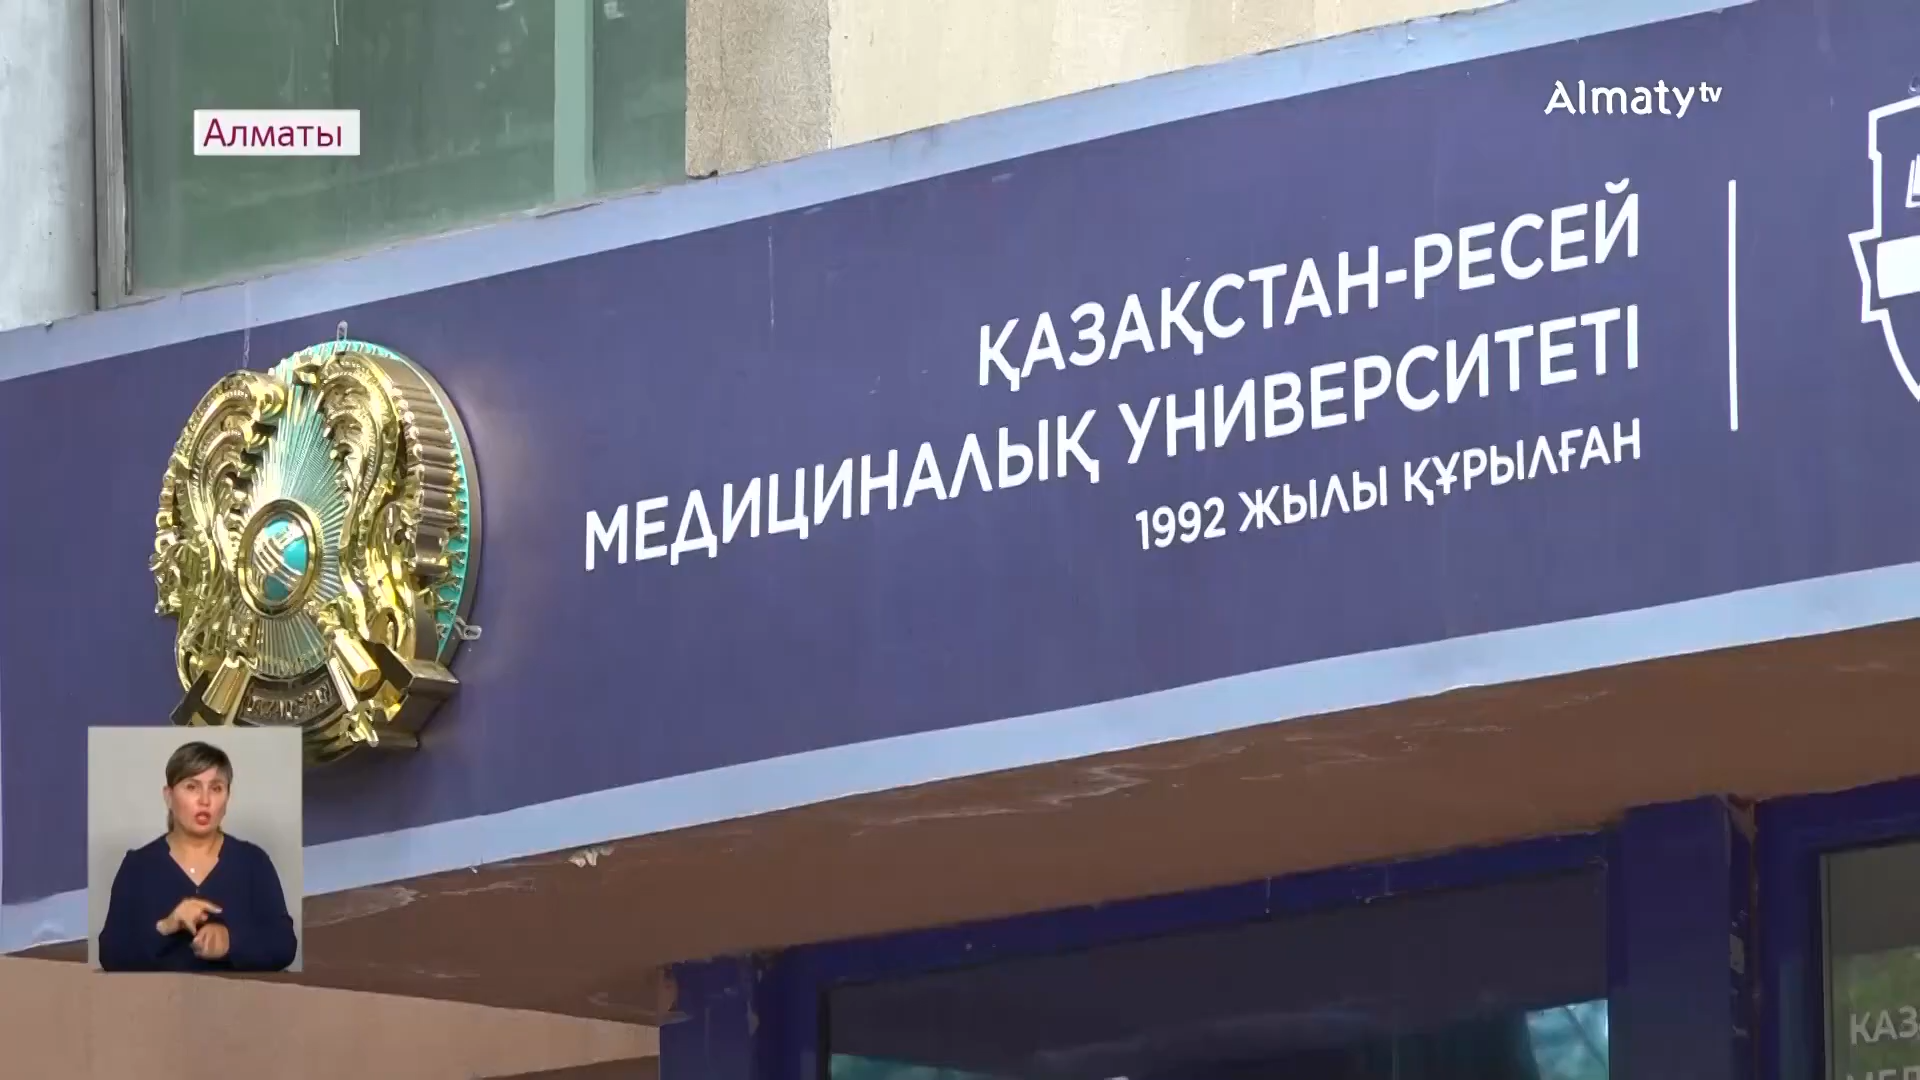 Алматы
Almaty tv
ҚАЗАҚСТАН-РЕСЕЙ
МЕДИЦИНАЛЫҚ УНИВЕРСИТЕТІ
1992 ЖЫЛЫ ҚҰРЫЛҒАН